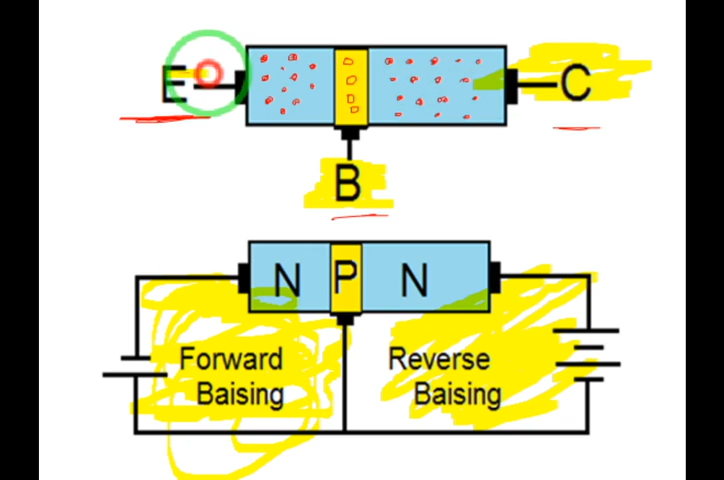 E
C
B
N P N
Forward
Baising
Reverse
Baising